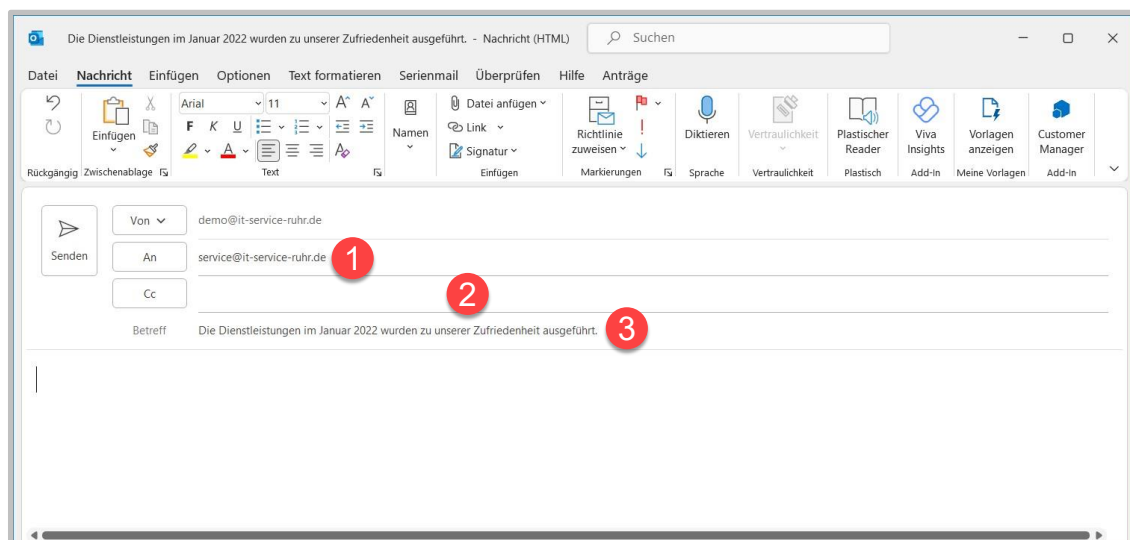 Die Dienstleistungen im Januar 2022 wurden zu unserer Zufriedenheit ausgeführt. - Nachricht (HTML)
Suchen
Datei Nachricht Einfügen Optionen Text formatieren Serienmail Überprüfen Hilfe Anträge
Einfügen
Arial 11
F K U
A
Namen
Datei anfügen
Link
Signatur
Richtlinie
zuweisen
Diktieren
Vertraulichkeit
Plastischer
Reader
Viva
Insights
Vorlagen
anzeigen
Customer
Manager
Rückgängig Zwischenablage Text Einfügen Markierungen Sprache Vertraulichkeit Plastisch Add-In Meine Vorlagen Add-In
Senden
Von demo@it-service-ruhr.de
An service@it-service-ruhr.de 1
Cc 2
Betreff Die Dienstleistungen im Januar 2022 wurden zu unserer Zufriedenheit ausgeführt. 3